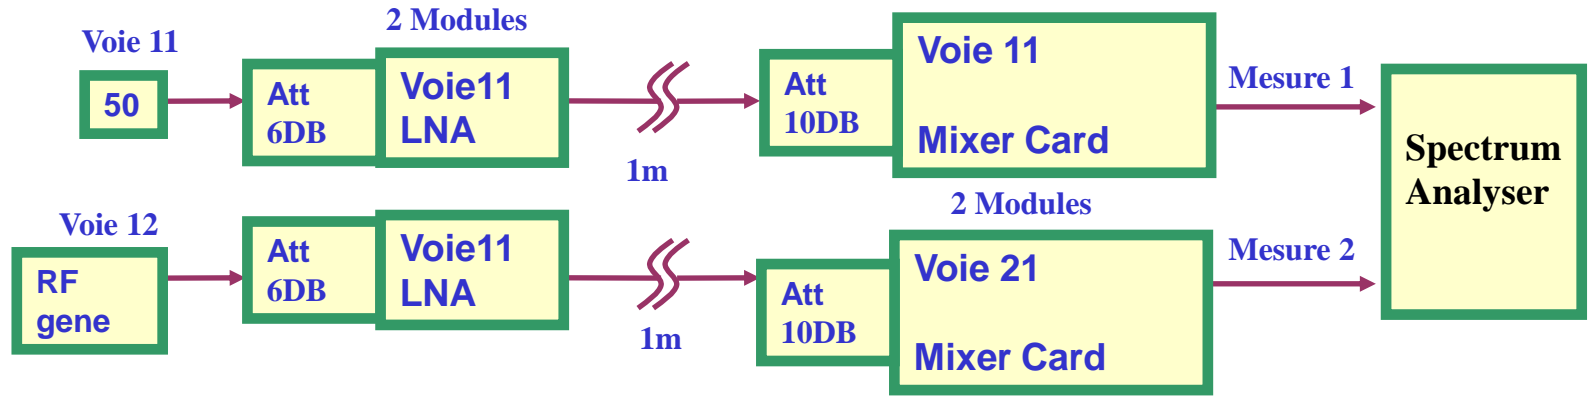 2 Modules
Voie 11
50
Att
6DB
Voie11
LNA
1m
Att
10DB
Voie 11
Mixer Card
Mesure 1
Spectrum
Analyser
Voie 12
RF
gene
Att
6DB
Voie11
LNA
1m
2 Modules
Att
10DB
Voie 21
Mixer Card
Mesure 2